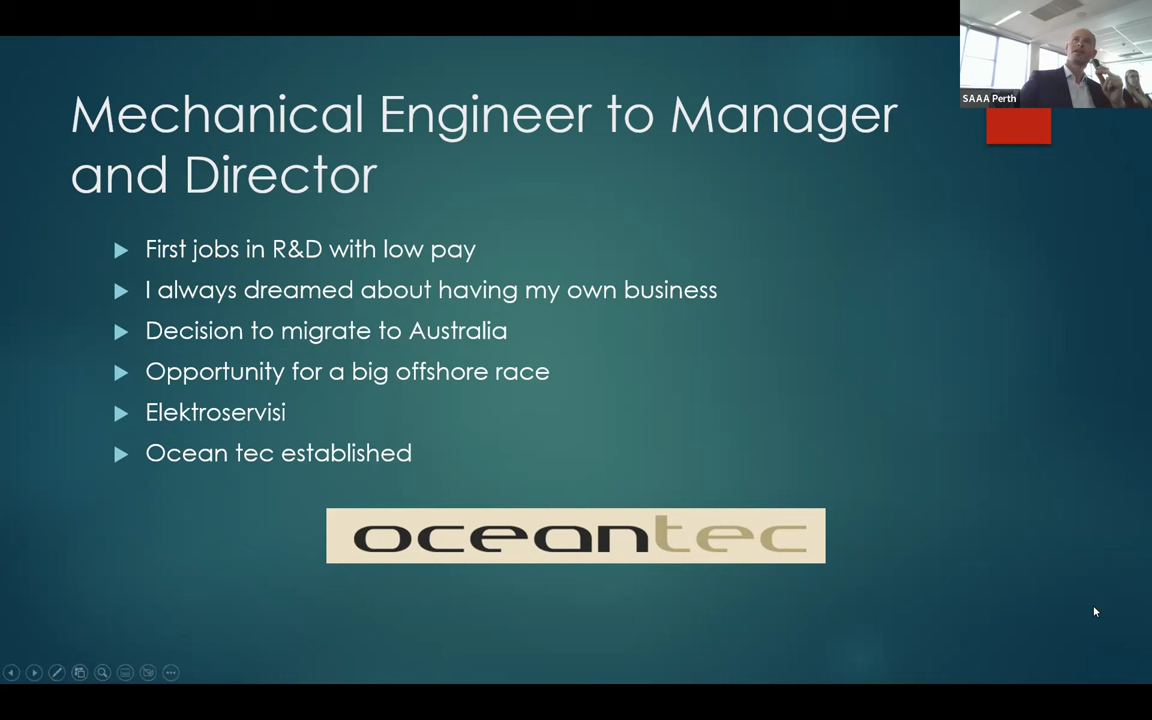 SAAA Perth
Mechanical Engineer to Manager
and Director
First jobs in R&D with low pay
I always dreamed about having my own business
Decision to migrate to Australia
Opportunity for a big offshore race
Elektroservisi
Ocean tec established
oceantec